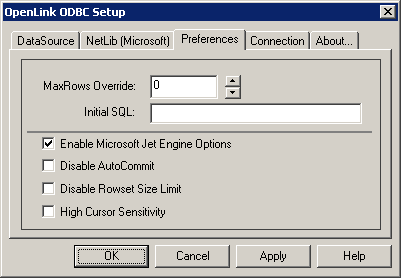 OpenLink ODBC Setup
DataSource NetLib (Microsoft) Preferences Connection About...
MaxRows Override: 0
Initial SQL:
Enable Microsoft Jet Engine Options
Disable AutoCommit
Disable Rowset Size Limit
High Cursor Sensitivity
OK Cancel Apply Help